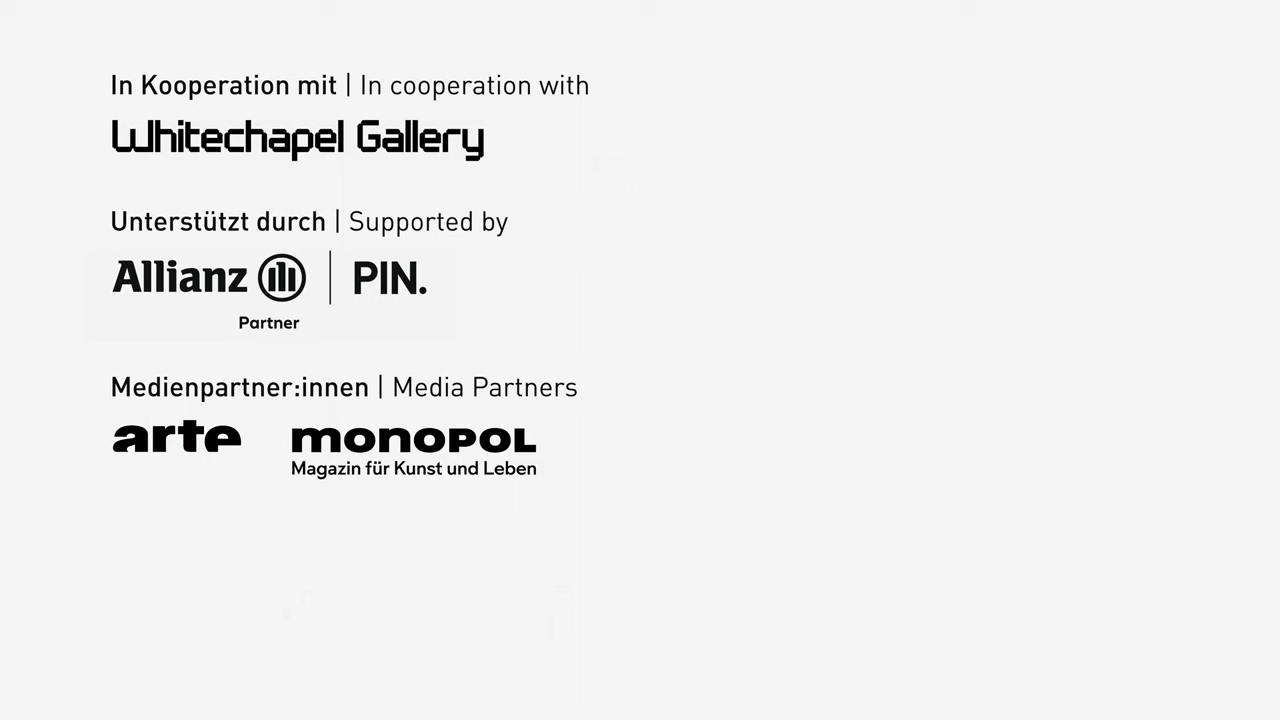 In Kooperation mit | In cooperation with
Whitechapel Gallery
Unterstützt durch | Supported by
Allianz | PIN.
Partner
Medienpartner:innen | Media Partners
arte monopol
Magazin für Kunst und Leben